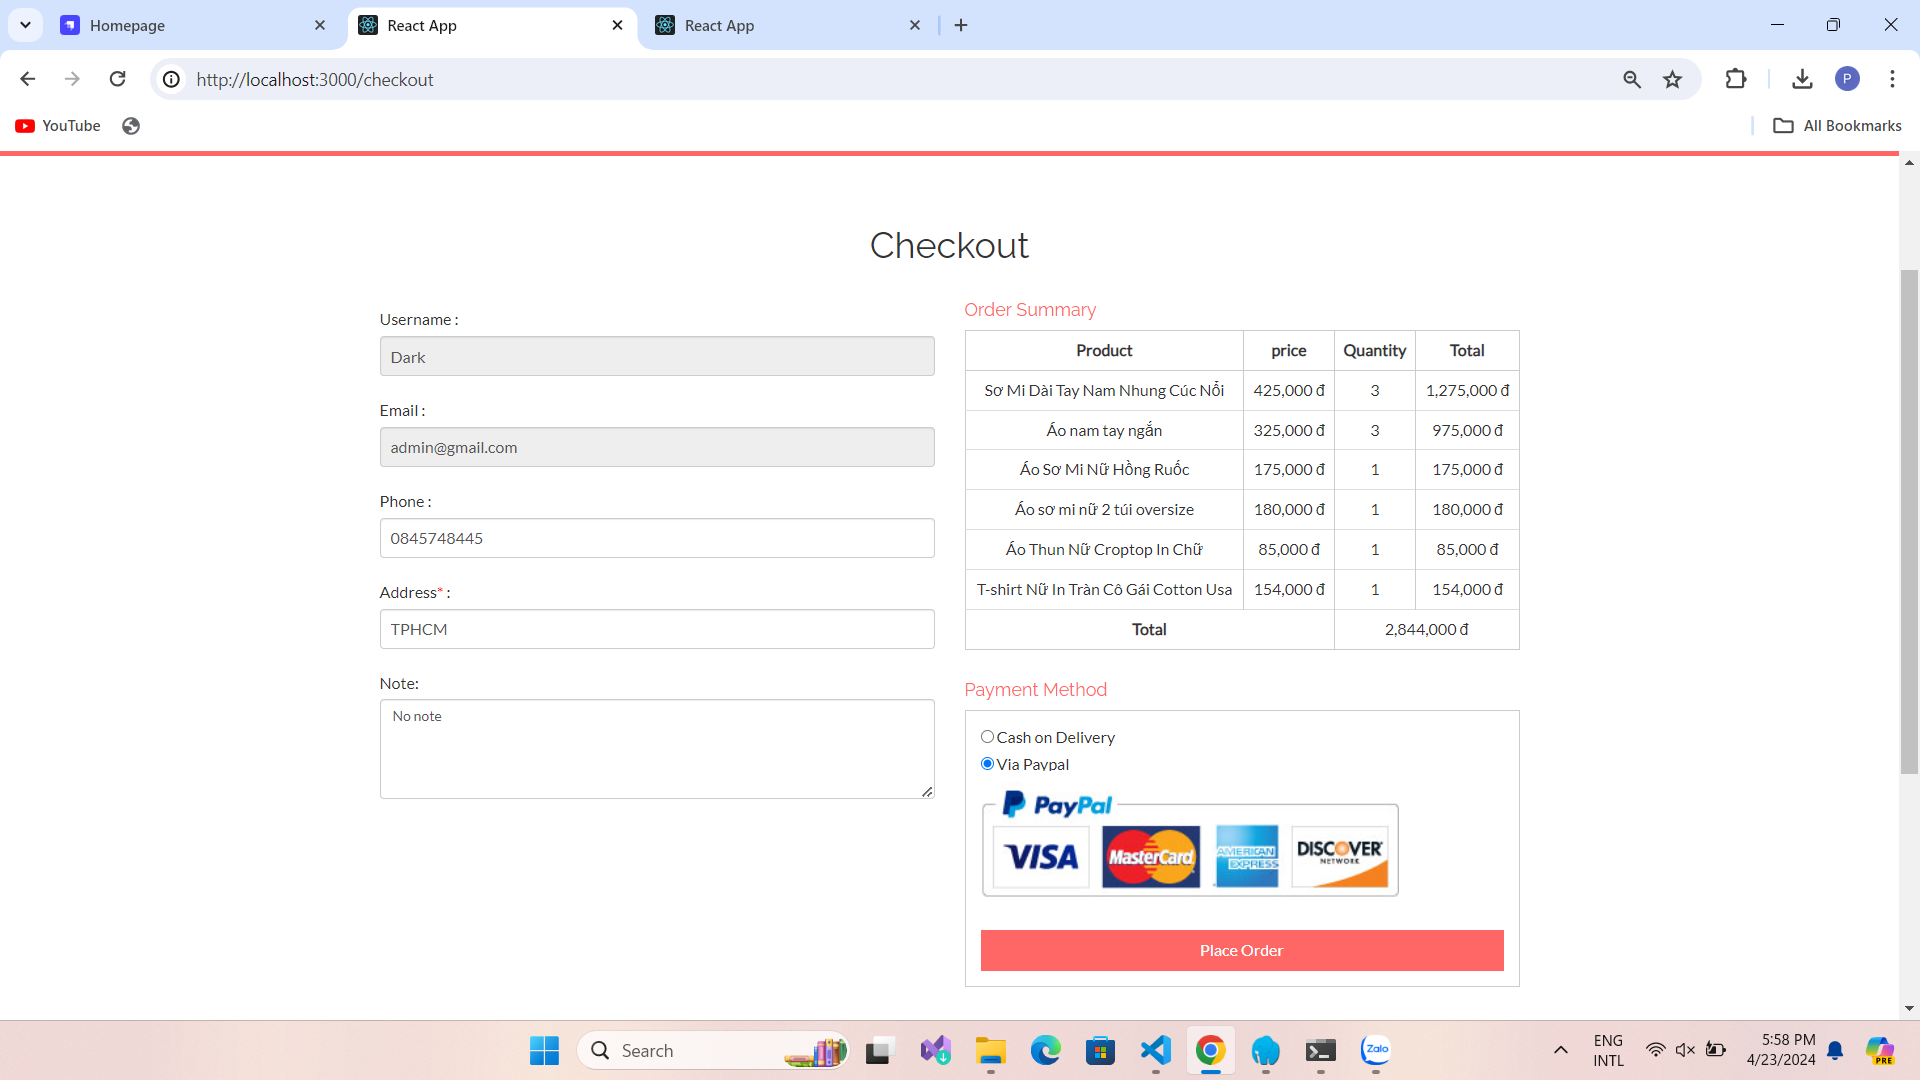 Homepage
React App
React App
http://localhost:3000/checkout
P
YouTube
All Bookmarks
Checkout
Username :
Dark
Email :
admin@gmail.com
Phone :
0845748445
Address* :
TPHCM
Note:
No note
Order Summary
Product price Quantity Total
Sơ Mi Dài Tay Nam Nhung Cúc Nổi 425,000 đ 3 1,275,000 đ
Áo nam tay ngắn 325,000 đ 3 975,000 đ
Áo Sơ Mi Nữ Hồng Ruốc 175,000 đ 1 175,000 đ
Áo sơ mi nữ 2 túi oversize 180,000 đ 1 180,000 đ
Áo Thun Nữ Croptop In Chữ 85,000 đ 1 85,000 đ
T-shirt Nữ In Tràn Cô Gái Cotton Usa 154,000 đ 1 154,000 đ
Total 2,844,000 đ
Payment Method
Cash on Delivery
Via Paypal
PayPal
VISA
MasterCard
AMERICAN
EXPRESS
DISCOVER
NETWORK
Place Order
Search
Zalo
ENG
INTL
5:58 PM
4/23/2024
PRE